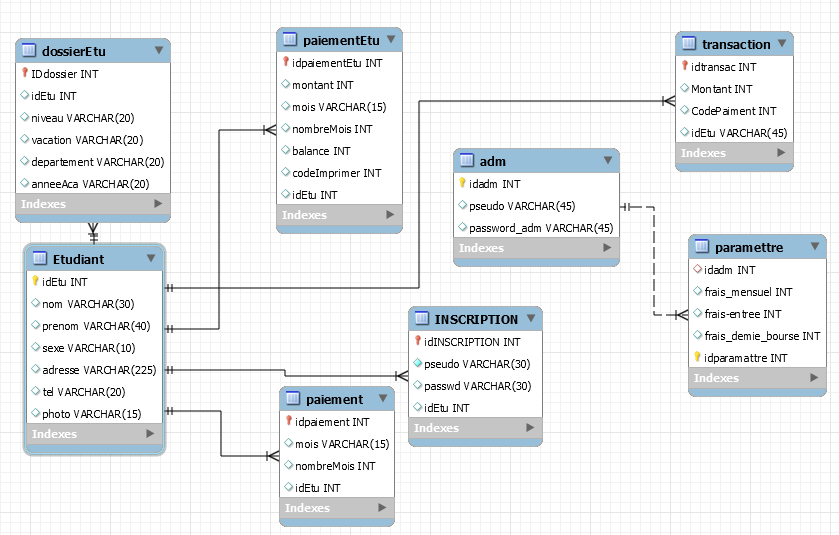 dossierEtu
IDdossier INT
idEtu INT
niveau VARCHAR(20)
vacation VARCHAR(20)
departement VARCHAR(20)
anneeAca VARCHAR(20)
Indexes
paiementEtu
idpaiementEtu INT
montant INT
mois VARCHAR(15)
nombreMois INT
balance INT
codeImprimer INT
idEtu INT
Indexes
transaction
idtransac INT
Montant INT
CodePaiment INT
idEtu VARCHAR(45)
Indexes
adm
idadm INT
pseudo VARCHAR(45)
password_adm VARCHAR(45)
Indexes
paramettre
idadm INT
frais_mensuel INT
frais-entree INT
frais_demie_bourse INT
idparamattre INT
Indexes
Etudiant
idEtu INT
nom VARCHAR(30)
prenom VARCHAR(40)
sexe VARCHAR(10)
adresse VARCHAR(225)
tel VARCHAR(20)
photo VARCHAR(15)
Indexes
INSCRIPTION
idINSCRIPTION INT
pseudo VARCHAR(30)
passwd VARCHAR(30)
idEtu INT
Indexes
paiement
idpaiement INT
mois VARCHAR(15)
nombreMois INT
idEtu INT
Indexes